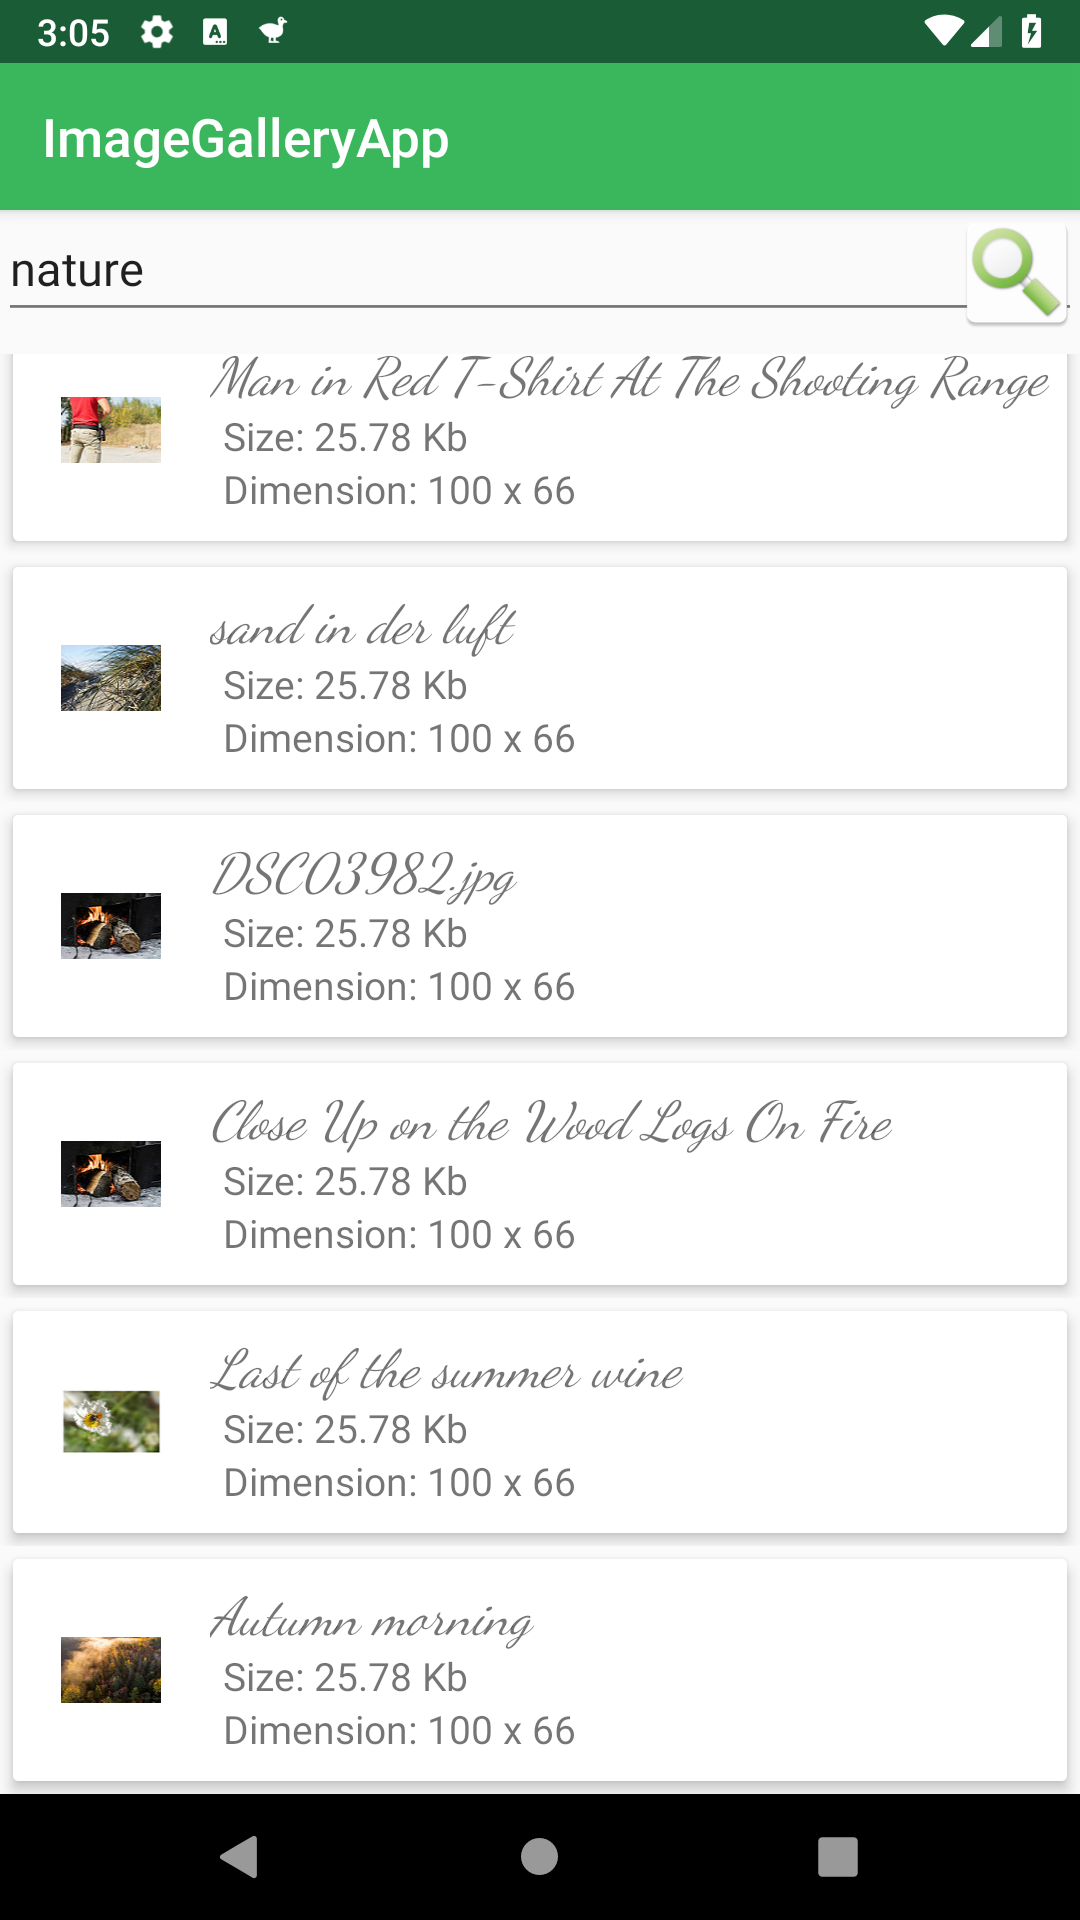 3:05
ImageGalleryApp
nature
Man in Red T-Shirt At The Shooting Range
Size: 25.78 Kb
Dimension: 100 x 66
sand in der luft
Size: 25.78 Kb
Dimension: 100 x 66
DSC03982.jpg
Size: 25.78 Kb
Dimension: 100 x 66
Close Up on the Wood Logs On Fire
Size: 25.78 Kb
Dimension: 100 x 66
Last of the summer wine
Size: 25.78 Kb
Dimension: 100 x 66
Autumn morning
Size: 25.78 Kb
Dimension: 100 x 66